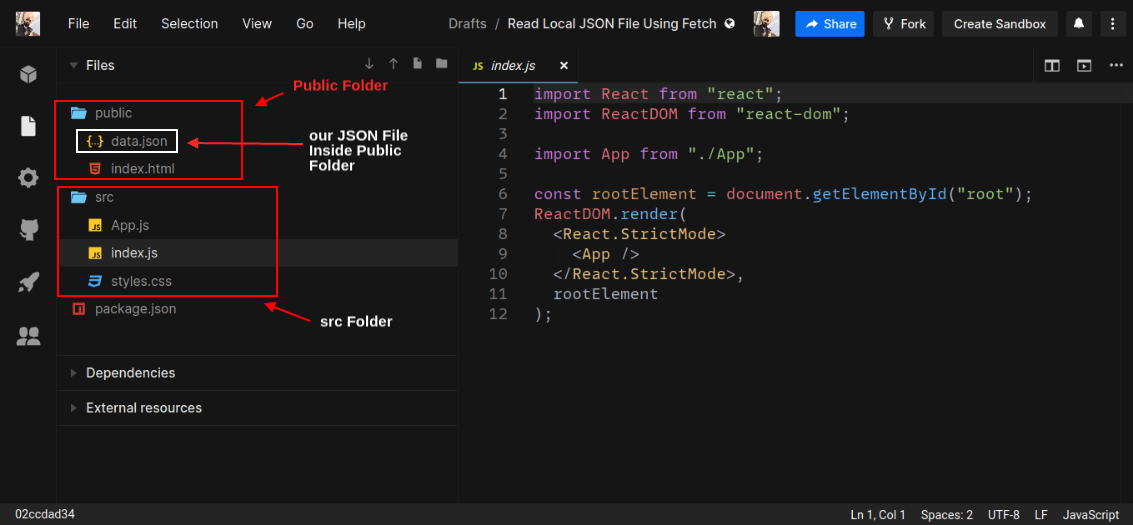 File Edit Selection View Go Help Drafts / Read Local JSON File Using Fetch Share Fork Create Sandbox
Files
Public Folder
public
data.json
our JSON File
Inside Public
Folder
index.html
src
App.js
index.js
styles.css
package.json
src Folder
Dependencies
External resources
JS index.js ×
1 import React from "react";
2 import ReactDOM from "react-dom";
3
4 import App from "./App";
5
6 const rootElement = document.getElementById("root");
7 ReactDOM.render(
8 <React.StrictMode>
9 <App />
10 </React.StrictMode>,
11 rootElement
12 );
02ccdad34 Ln 1, Col 1 Spaces: 2 UTF-8 LF JavaScript